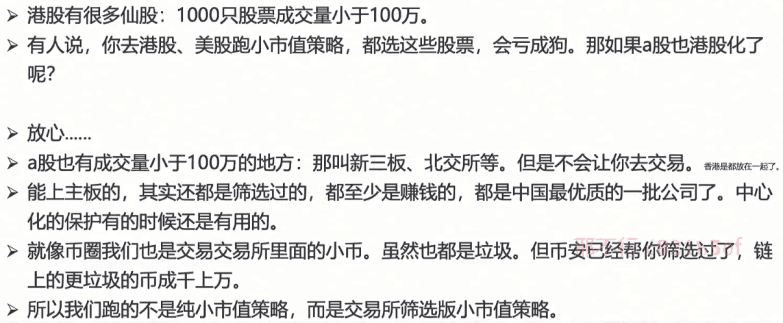 ➢ 港股有很多仙股：1000只股票成交量小于100万。
➢ 有人说，你去港股、美股跑小市值策略，都选这些股票，会亏成狗。那如果a股也港股化了
呢？
➢ 放心......
➢ a股也有成交量小于100万的地方：那叫新三板、北交所等。但是不会让你去交易。 香港是都放在一起了。
➢ 能上主板的，其实还都是筛选过的，都至少是赚钱的，都是中国最优质的一批公司了。中心
化的保护有的时候还是有用的。
➢ 就像币圈我们也是交易交易所里面的小币。虽然也都是垃圾。但币安已经帮你筛选过了，链
上的更垃圾的币成千上万。
➢ 所以我们跑的不是纯小市值策略，而是交易所筛选版小市值策略。